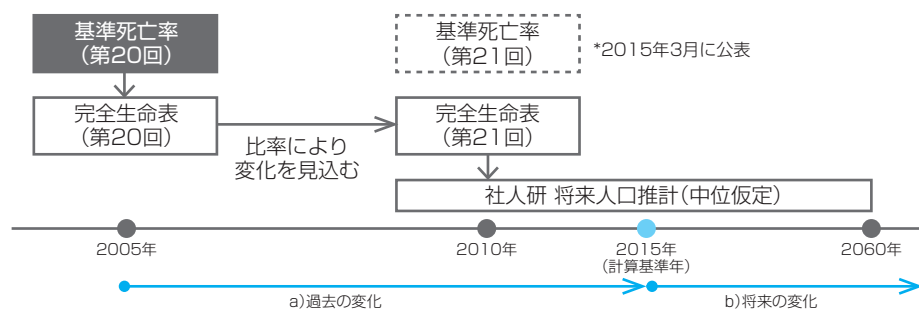 基準死亡率
(第20回)
基準死亡率
(第21回)
*2015年3月に公表
完全生命表
(第20回)
完全生命表
(第21回)
比率により
変化を見込む
社人研 将来人口推計(中位仮定)
2005年
2010年
2015年
(計算基準年)
2060年
a)過去の変化
b)将来の変化